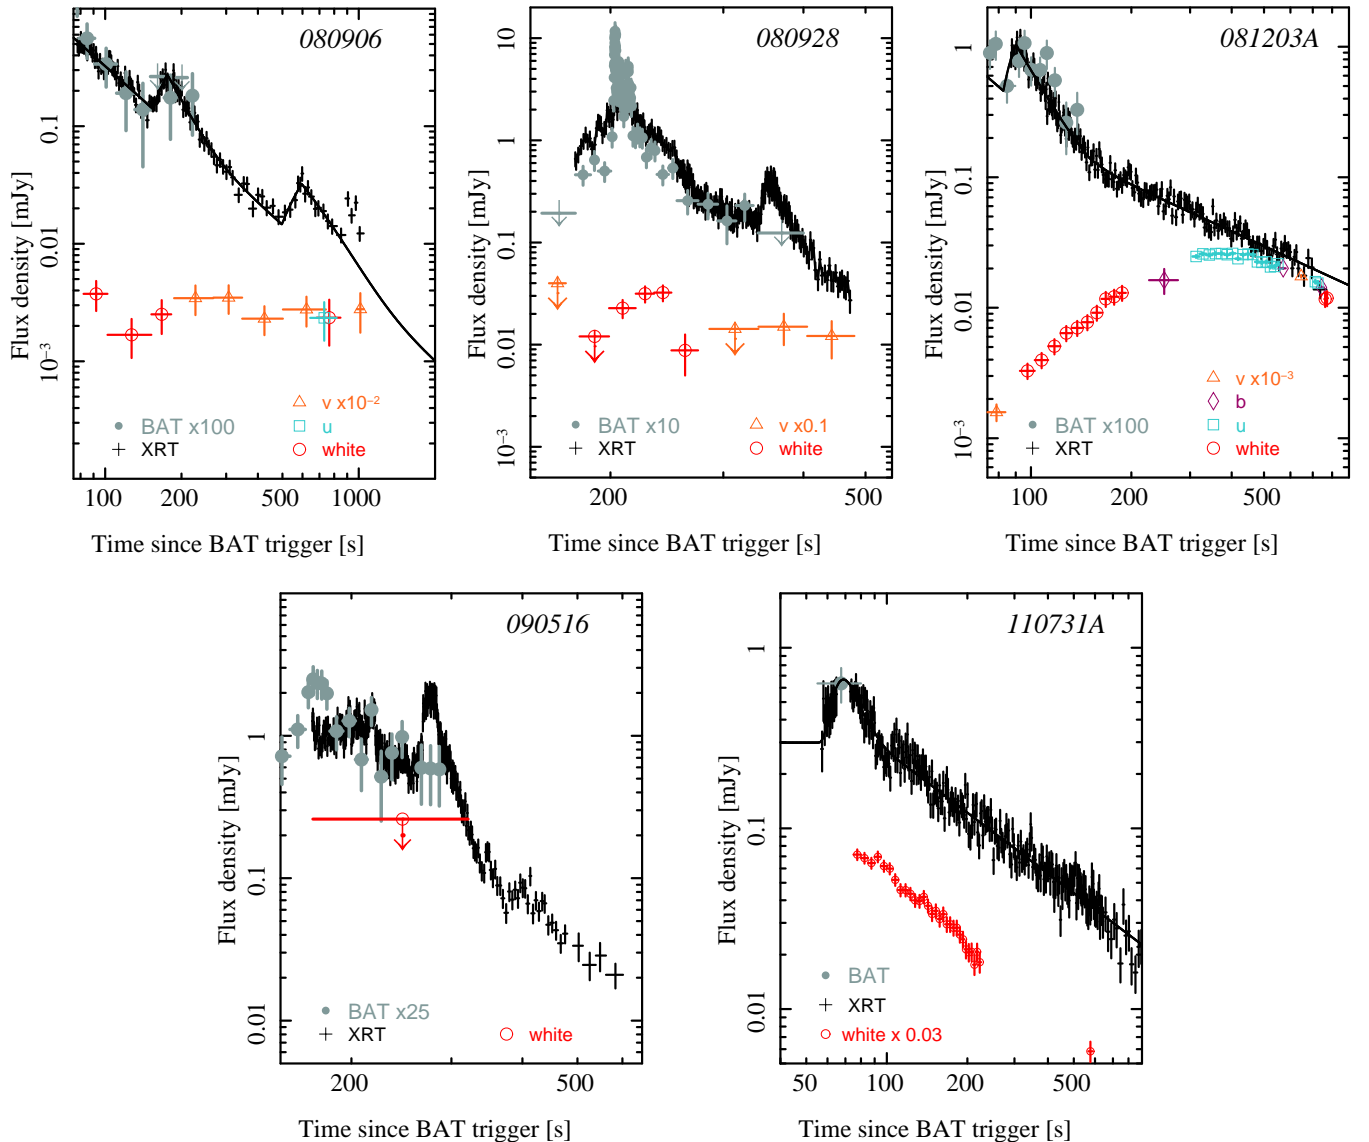 080906
Flux density [mJy]
0.1
0.01
10⁻³
BAT x100
XRT
v x10⁻²
u
white
100 200 500 1000
Time since BAT trigger [s]
080928
Flux density [mJy]
10
1
0.1
0.01
10⁻³
BAT x10
XRT
v x0.1
white
200 500
Time since BAT trigger [s]
081203A
Flux density [mJy]
1
0.1
0.01
10⁻³
BAT x100
XRT
v x10⁻³
b
u
white
100 200 500
Time since BAT trigger [s]
090516
Flux density [mJy]
1
0.1
0.01
BAT x25
XRT
white
200 500
Time since BAT trigger [s]
110731A
Flux density [mJy]
1
0.1
0.01
BAT
XRT
white x 0.03
50 100 200 500
Time since BAT trigger [s]